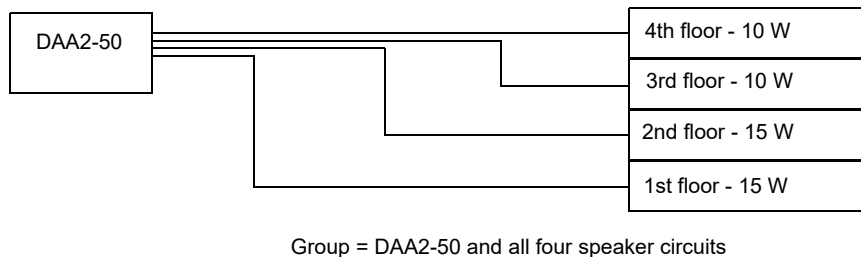 DAA2-50
4th floor - 10 W
3rd floor - 10 W
2nd floor - 15 W
1st floor - 15 W
Group = DAA2-50 and all four speaker circuits